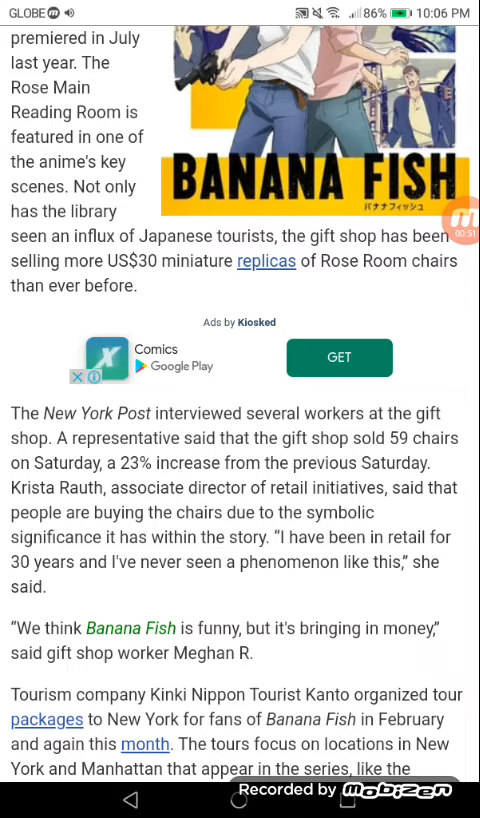 GLOBE
86% 10:06 PM
premiered in July
last year. The
Rose Main
Reading Room is
featured in one of
the anime's key
scenes. Not only
has the library
BANANA FISH
バナナフィッシュ
00:51
seen an influx of Japanese tourists, the gift shop has been
selling more US$30 miniature replicas of Rose Room chairs
than ever before.
Ads by Kiosked
Comics
Google Play
GET
The New York Post interviewed several workers at the gift
shop. A representative said that the gift shop sold 59 chairs
on Saturday, a 23% increase from the previous Saturday.
Krista Rauth, associate director of retail initiatives, said that
people are buying the chairs due to the symbolic
significance it has within the story. “I have been in retail for
30 years and I've never seen a phenomenon like this,” she
said.
“We think Banana Fish is funny, but it's bringing in money,”
said gift shop worker Meghan R.
Tourism company Kinki Nippon Tourist Kanto organized tour
packages to New York for fans of Banana Fish in February
and again this month. The tours focus on locations in New
York and Manhattan that appear in the series, like the
Recorded by mobizen